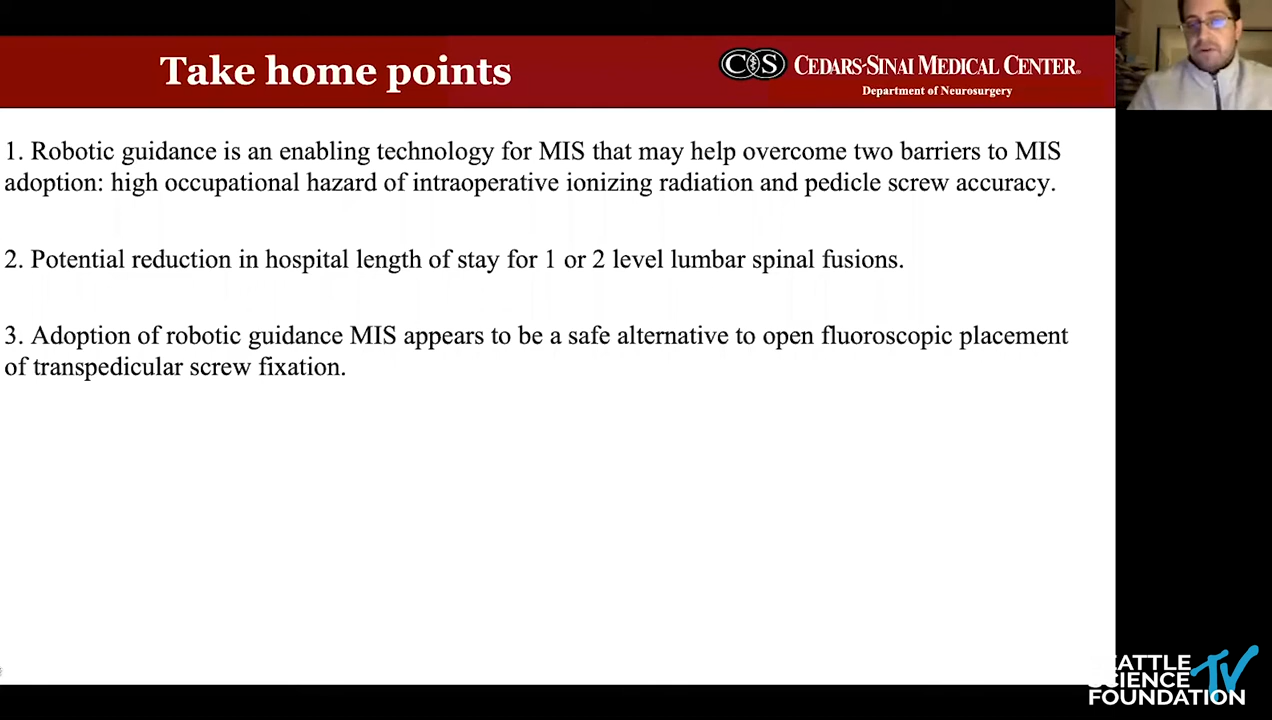 Take home points
CEDARS-SINAI MEDICAL CENTER®
Department of Neurosurgery
1. Robotic guidance is an enabling technology for MIS that may help overcome two barriers to MIS
adoption: high occupational hazard of intraoperative ionizing radiation and pedicle screw accuracy.
2. Potential reduction in hospital length of stay for 1 or 2 level lumbar spinal fusions.
3. Adoption of robotic guidance MIS appears to be a safe alternative to open fluoroscopic placement
of transpedicular screw fixation.
SEATTLE
SCIENCE TV
FOUNDATION